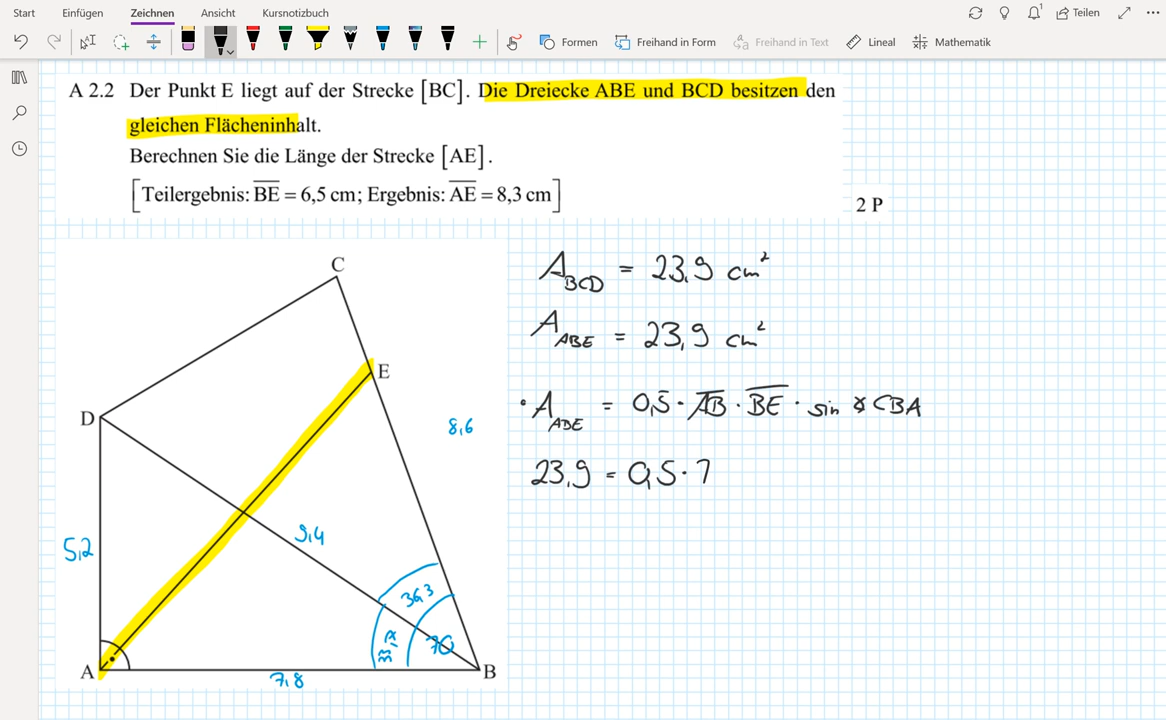 Start Einfügen Zeichnen Ansicht Kursnotizbuch
1 Teilen
Formen Freihand in Form Freihand in Text Lineal Mathematik
A 2.2 Der Punkt E liegt auf der Strecke [BC]. Die Dreiecke ABE und BCD besitzen den
gleichen Flächeninhalt.
Berechnen Sie die Länge der Strecke [AE].
[Teilergebnis: BE = 6,5 cm; Ergebnis: AE = 8,3 cm]
2 P
C
E
D
A
B
8,6
9,4
5,2
36,3
33,7
70
7,8
A_BCD = 23,9 cm²
A_ABE = 23,9 cm²
· A_ABE = 0,5 · AB · BE · sin ∢ CBA
23,9 = 0,5 · 7